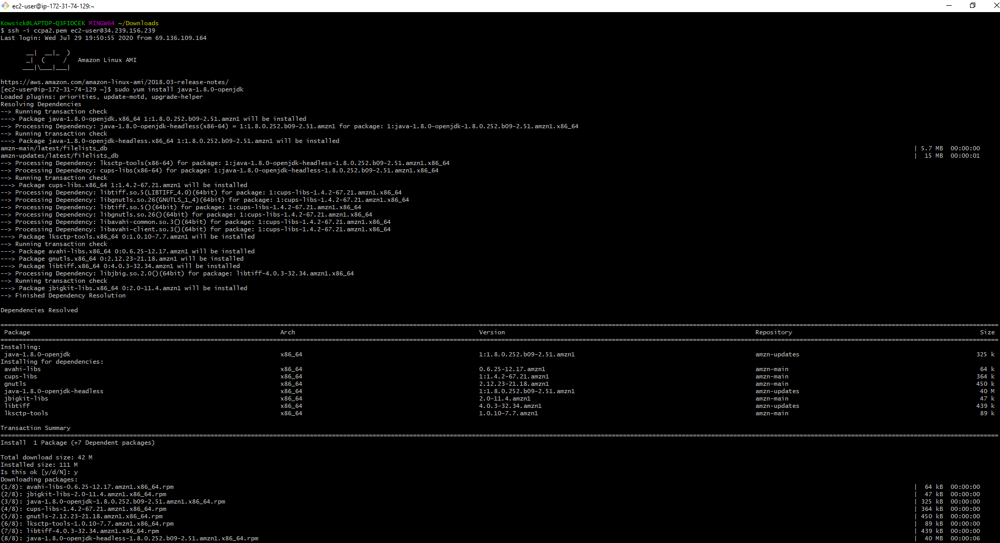 ec2-user@ip-172-31-74-129:~
Kowsick@LAPTOP-Q3FIOCEK MINGW64 ~/Downloads
$ ssh -i ccpa2.pem ec2-user@34.239.156.239
Last login: Wed Jul 29 19:50:55 2020 from 69.136.109.164
       __|  __|_  )
       _|  (     /   Amazon Linux AMI
      ___|\___|___|
https://aws.amazon.com/amazon-linux-ami/2018.03-release-notes/
[ec2-user@ip-172-31-74-129 ~]$ sudo yum install java-1.8.0-openjdk
Loaded plugins: priorities, update-motd, upgrade-helper
Resolving Dependencies
--> Running transaction check
---> Package java-1.8.0-openjdk.x86_64 1:1.8.0.252.b09-2.51.amzn1 will be installed
--> Processing Dependency: java-1.8.0-openjdk-headless(x86-64) = 1:1.8.0.252.b09-2.51.amzn1 for package: 1:java-1.8.0-openjdk-1.8.0.252.b09-2.51.amzn1.x86_64
--> Running transaction check
---> Package java-1.8.0-openjdk-headless.x86_64 1:1.8.0.252.b09-2.51.amzn1 will be installed
amzn-main/latest/filelists_db | 5.7 MB 00:00:00
amzn-updates/latest/filelists_db | 15 MB 00:00:01
--> Processing Dependency: lksctp-tools(x86-64) for package: 1:java-1.8.0-openjdk-headless-1.8.0.252.b09-2.51.amzn1.x86_64
--> Processing Dependency: cups-libs(x86-64) for package: 1:java-1.8.0-openjdk-headless-1.8.0.252.b09-2.51.amzn1.x86_64
--> Running transaction check
---> Package cups-libs.x86_64 1:1.4.2-67.21.amzn1 will be installed
--> Processing Dependency: libtiff.so.5(LIBTIFF_4.0)(64bit) for package: 1:cups-libs-1.4.2-67.21.amzn1.x86_64
--> Processing Dependency: libgnutls.so.26(GNUTLS_1_4)(64bit) for package: 1:cups-libs-1.4.2-67.21.amzn1.x86_64
--> Processing Dependency: libtiff.so.5()(64bit) for package: 1:cups-libs-1.4.2-67.21.amzn1.x86_64
--> Processing Dependency: libgnutls.so.26()(64bit) for package: 1:cups-libs-1.4.2-67.21.amzn1.x86_64
--> Processing Dependency: libavahi-common.so.3()(64bit) for package: 1:cups-libs-1.4.2-67.21.amzn1.x86_64
--> Processing Dependency: libavahi-client.so.3()(64bit) for package: 1:cups-libs-1.4.2-67.21.amzn1.x86_64
---> Package lksctp-tools.x86_64 0:1.0.10-7.7.amzn1 will be installed
--> Running transaction check
---> Package avahi-libs.x86_64 0:0.6.25-12.17.amzn1 will be installed
---> Package gnutls.x86_64 0:2.12.23-21.18.amzn1 will be installed
---> Package libtiff.x86_64 0:4.0.3-32.34.amzn1 will be installed
--> Processing Dependency: libjbig.so.2.0()(64bit) for package: libtiff-4.0.3-32.34.amzn1.x86_64
--> Running transaction check
---> Package jbigkit-libs.x86_64 0:2.0-11.4.amzn1 will be installed
--> Finished Dependency Resolution
Dependencies Resolved
Package Arch Version Repository Size
Installing:
java-1.8.0-openjdk x86_64 1:1.8.0.252.b09-2.51.amzn1 amzn-updates 325 k
Installing for dependencies:
avahi-libs x86_64 0.6.25-12.17.amzn1 amzn-main 64 k
cups-libs x86_64 1:1.4.2-67.21.amzn1 amzn-main 364 k
gnutls x86_64 2.12.23-21.18.amzn1 amzn-main 450 k
java-1.8.0-openjdk-headless x86_64 1:1.8.0.252.b09-2.51.amzn1 amzn-updates 40 M
jbigkit-libs x86_64 2.0-11.4.amzn1 amzn-main 47 k
libtiff x86_64 4.0.3-32.34.amzn1 amzn-updates 439 k
lksctp-tools x86_64 1.0.10-7.7.amzn1 amzn-main 89 k
Transaction Summary
Install  1 Package (+7 Dependent packages)
Total download size: 42 M
Installed size: 111 M
Is this ok [y/d/N]: y
Downloading packages:
(1/8): avahi-libs-0.6.25-12.17.amzn1.x86_64.rpm | 64 kB 00:00:00
(2/8): jbigkit-libs-2.0-11.4.amzn1.x86_64.rpm | 47 kB 00:00:00
(3/8): java-1.8.0-openjdk-1.8.0.252.b09-2.51.amzn1.x86_64.rpm | 325 kB 00:00:00
(4/8): cups-libs-1.4.2-67.21.amzn1.x86_64.rpm | 364 kB 00:00:00
(5/8): gnutls-2.12.23-21.18.amzn1.x86_64.rpm | 450 kB 00:00:00
(6/8): lksctp-tools-1.0.10-7.7.amzn1.x86_64.rpm | 89 kB 00:00:00
(7/8): libtiff-4.0.3-32.34.amzn1.x86_64.rpm | 439 kB 00:00:00
(8/8): java-1.8.0-openjdk-headless-1.8.0.252.b09-2.51.amzn1.x86_64.rpm | 40 MB 00:00:06